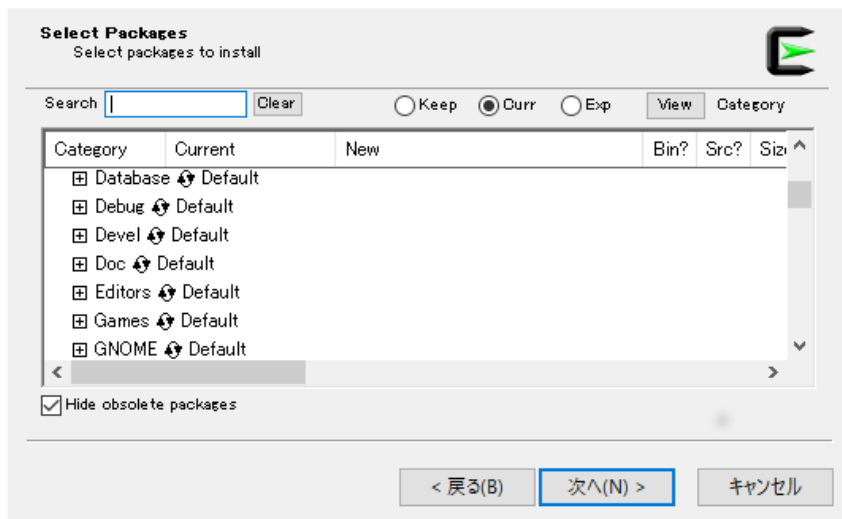 Select Packages
Select packages to install
Search Clear Keep Curr Exp View Category
Category Current New Bin? Src? Siz
Database Default
Debug Default
Devel Default
Doc Default
Editors Default
Games Default
GNOME Default
Hide obsolete packages
< 戻る(B) 次へ(N) > キャンセル